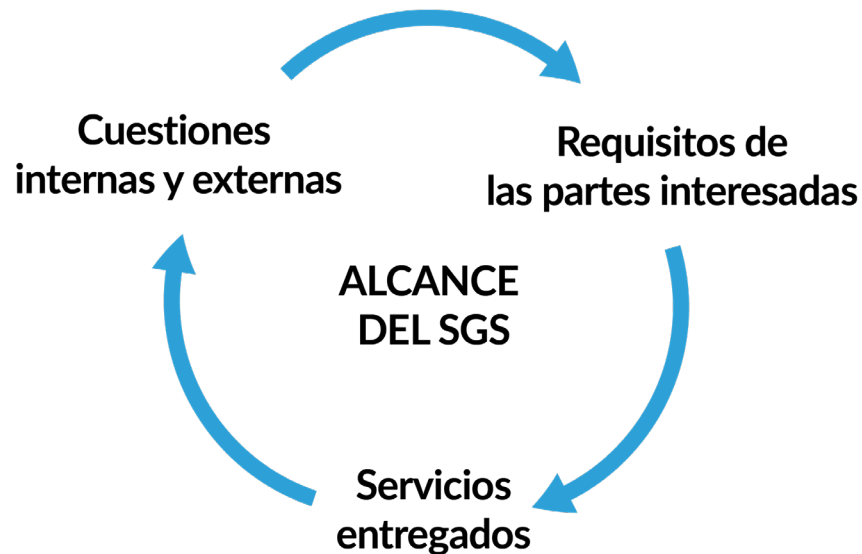 Cuestiones
internas y externas
Requisitos de
las partes interesadas
ALCANCE
DEL SGS
Servicios
entregados